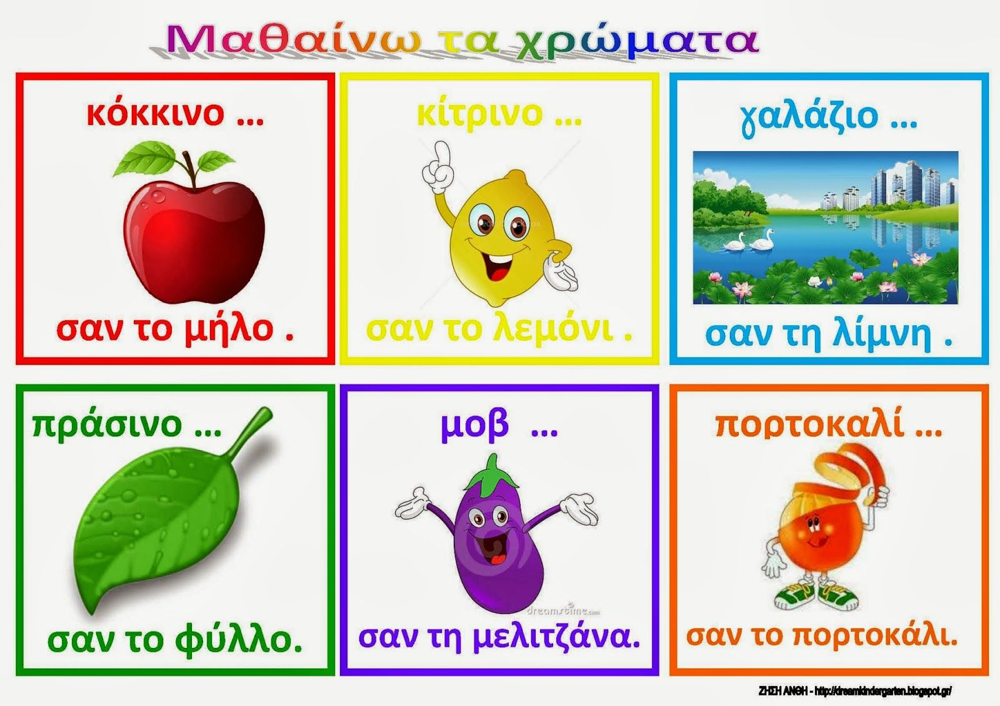 Μαθαίνω τα χρώματα
κόκκινο ...
σαν το μήλο .
κίτρινο ...
σαν το λεμόνι .
γαλάζιο ...
σαν τη λίμνη .
πράσινο ...
σαν το φύλλο.
μοβ ...
dreamstime.com
σαν τη μελιτζάνα.
πορτοκαλί ...
σαν το πορτοκάλι.
ΖΗΣΗ ΑΝΘΗ - http://dreamkindergarten.blogspot.gr/